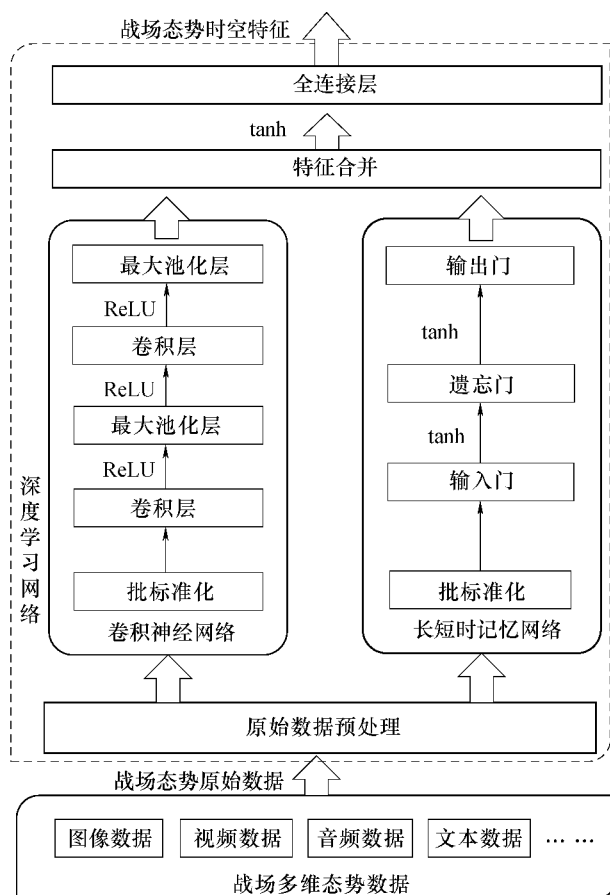 战场态势时空特征
全连接层
tanh
特征合并
最大池化层
ReLU
卷积层
ReLU
最大池化层
ReLU
卷积层
批标准化
卷积神经网络
输出门
tanh
遗忘门
tanh
输入门
批标准化
长短时记忆网络
深度学习网络
原始数据预处理
战场态势原始数据
图像数据 视频数据 音频数据 文本数据 … …
战场多维态势数据